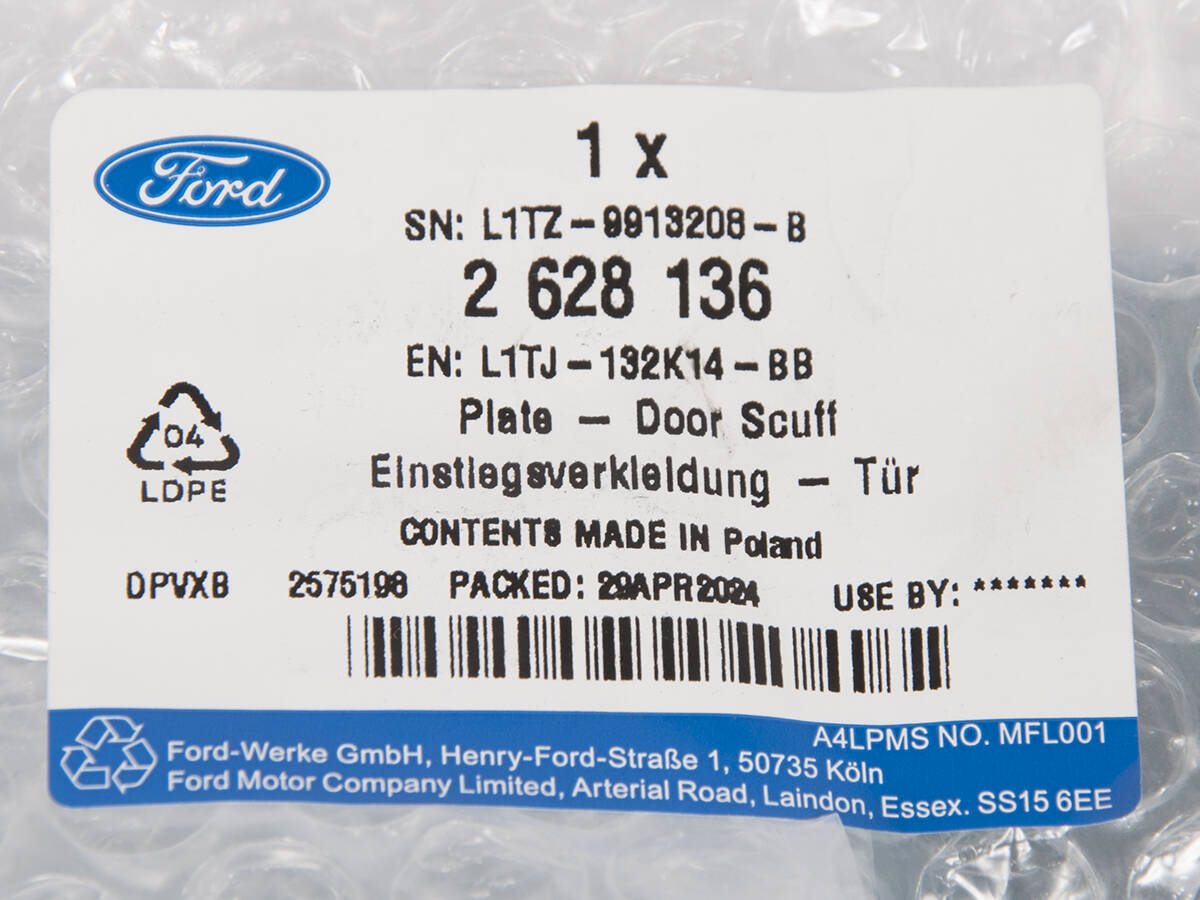 Ford
1 x
SN: L1TZ-9913208-B
2 628 136
EN: L1TJ-132K14-BB
Plate - Door Scuff
Einstiegsverkleidung - Tür
04
LDPE
CONTENTS MADE IN Poland
DPVXB 2575198 PACKED: 29APR2024 USE BY: *******
A4LPMS NO. MFL001
Ford-Werke GmbH, Henry-Ford-Straße 1, 50735 Köln
Ford Motor Company Limited, Arterial Road, Laindon, Essex. SS15 6EE